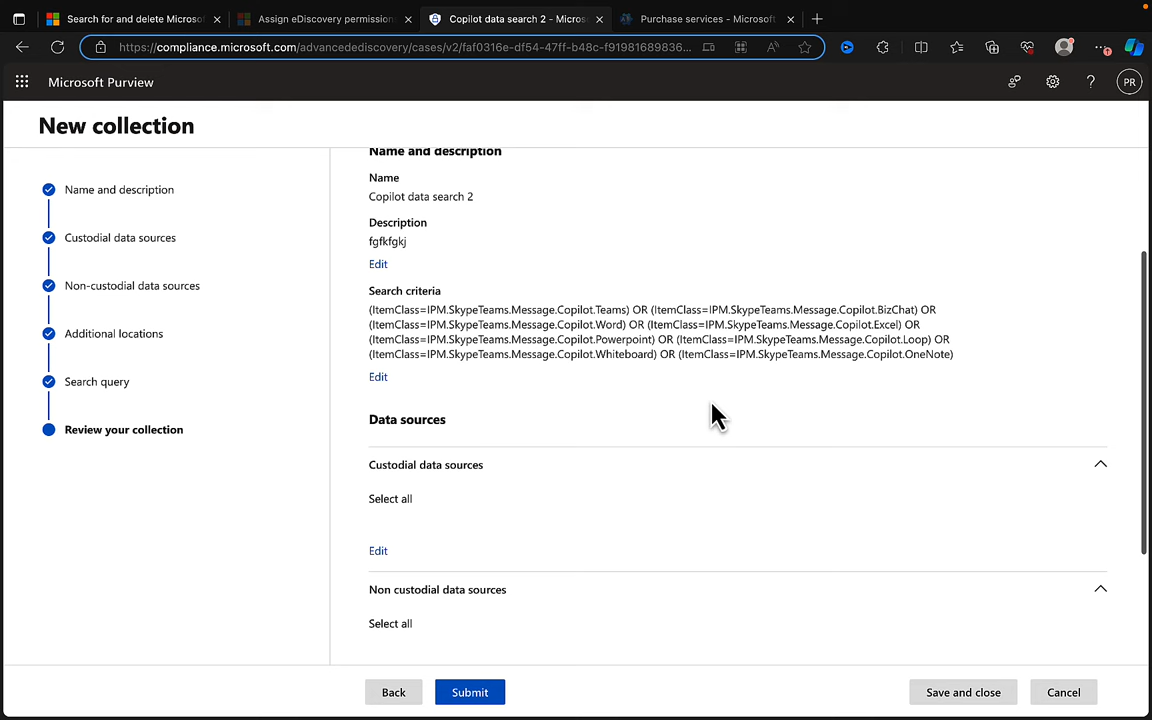 Search for and delete Microso
Assign eDiscovery permission
Copilot data search 2 - Micros
Purchase services - Microsoft
https://compliance.microsoft.com/advancedediscovery/cases/v2/faf0316e-df54-47ff-b48c-f91981689836...
Microsoft Purview
PR
New collection
Name and description
Custodial data sources
Non-custodial data sources
Additional locations
Search query
Review your collection
Name and description
Name
Copilot data search 2
Description
fgfkfgkj
Edit
Search criteria
(ItemClass=IPM.SkypeTeams.Message.Copilot.Teams) OR (ItemClass=IPM.SkypeTeams.Message.Copilot.BizChat) OR
(ItemClass=IPM.SkypeTeams.Message.Copilot.Word) OR (ItemClass=IPM.SkypeTeams.Message.Copilot.Excel) OR
(ItemClass=IPM.SkypeTeams.Message.Copilot.Powerpoint) OR (ItemClass=IPM.SkypeTeams.Message.Copilot.Loop) OR
(ItemClass=IPM.SkypeTeams.Message.Copilot.Whiteboard) OR (ItemClass=IPM.SkypeTeams.Message.Copilot.OneNote)
Edit
Data sources
Custodial data sources
Select all
Edit
Non custodial data sources
Select all
Back
Submit
Save and close
Cancel